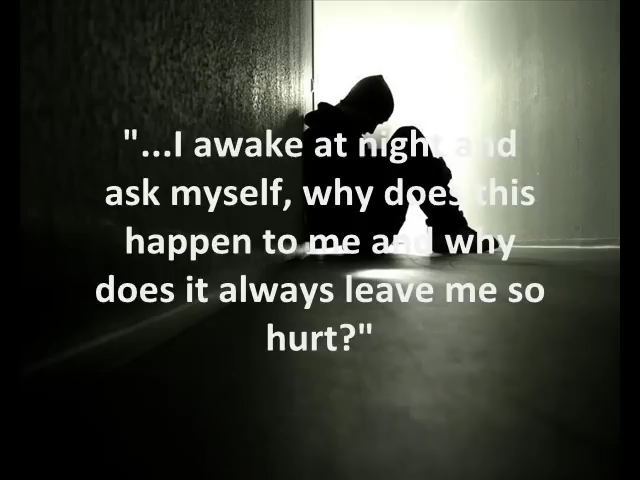 "...I awake at night and
ask myself, why does this
happen to me and why
does it always leave me so
hurt?"